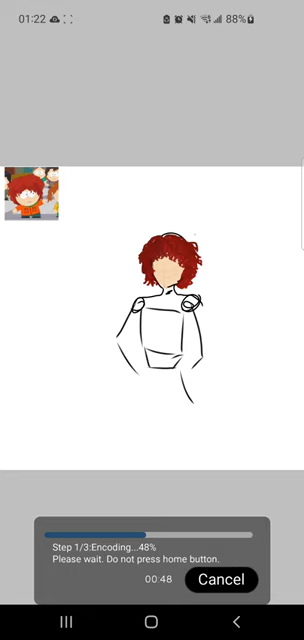 01:22
88%
Step 1/3:Encoding...48%
Please wait. Do not press home button.
00:48
Cancel